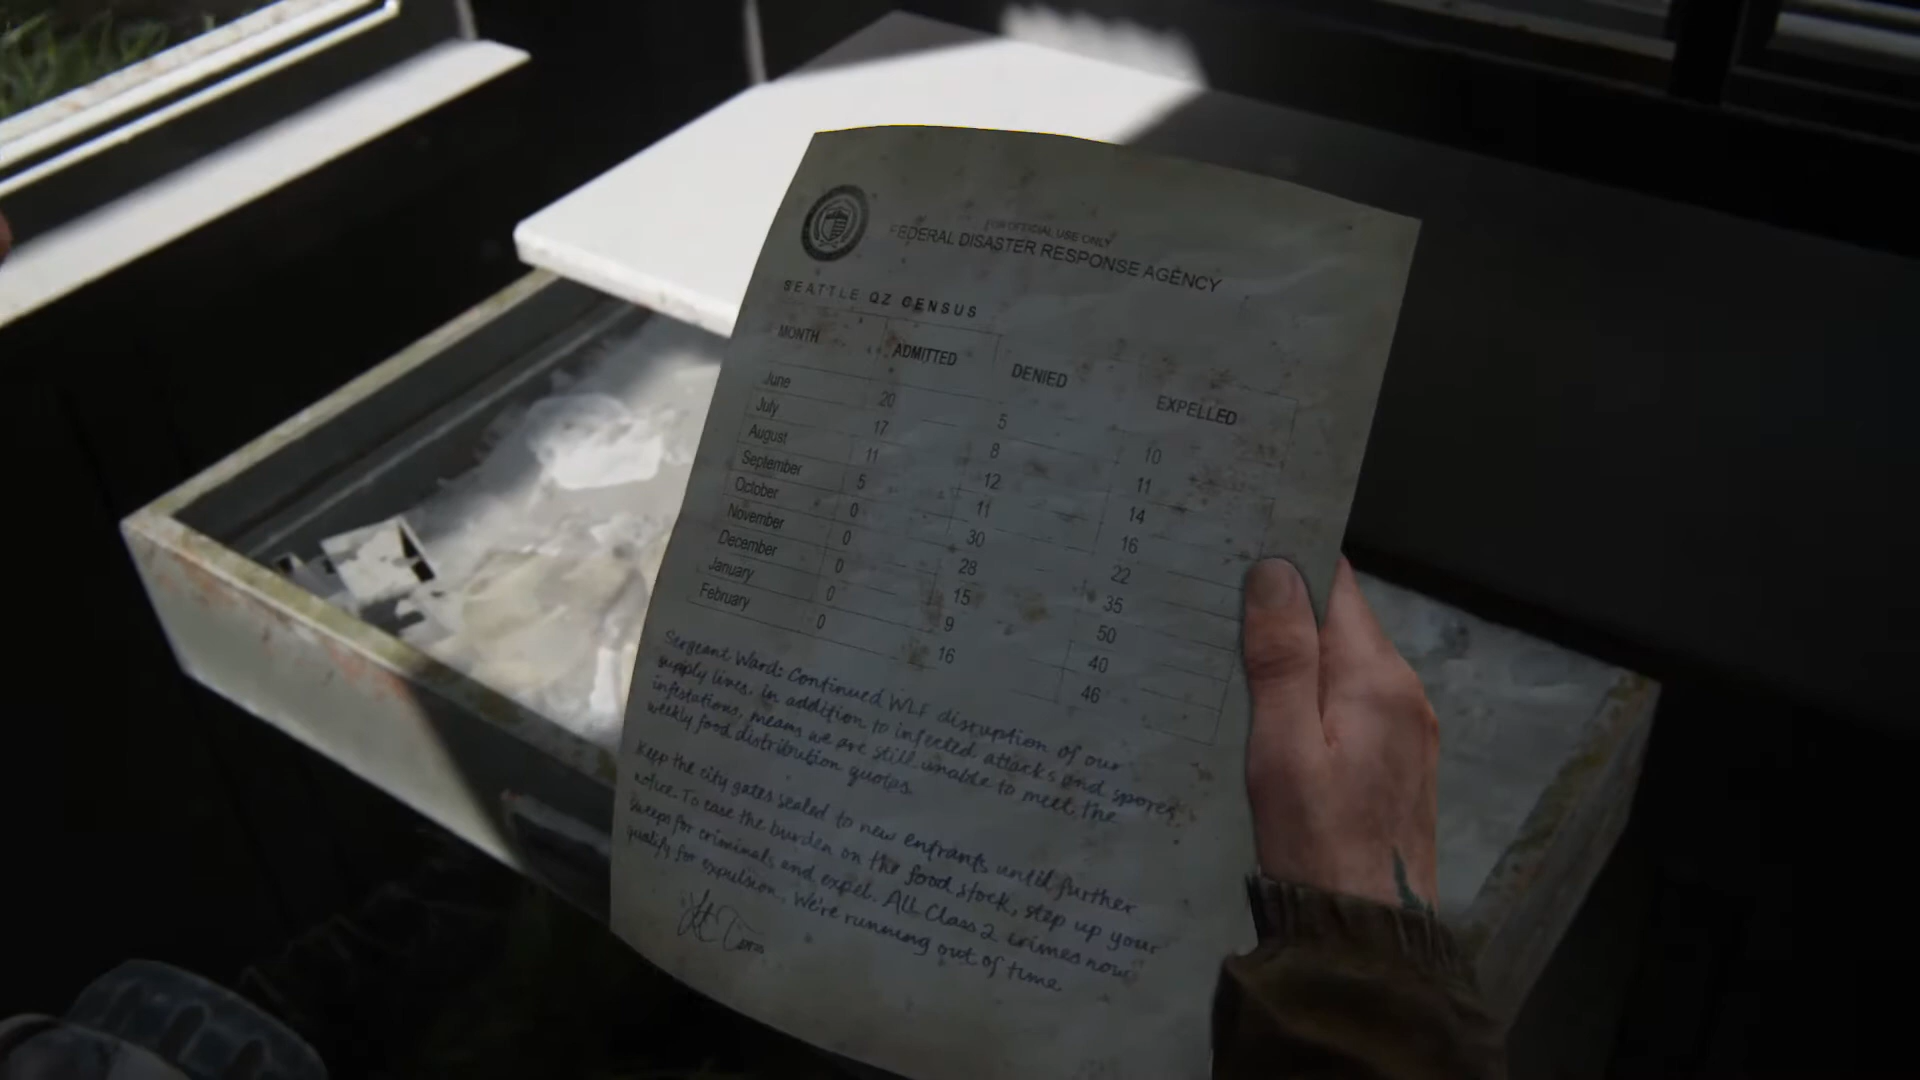 FOR OFFICIAL USE ONLY
FEDERAL DISASTER RESPONSE AGENCY
SEATTLE QZ CENSUS
MONTH ADMITTED DENIED EXPELLED
June 20 5 10
July 17 8 11
August 11 12 14
September 5 11 16
October 0 30 22
November 0 28 35
December 0 15 50
January 0 9 40
February 0 16 46
Sergeant Ward: Continued WLF disruption of our
supply lines, in addition to infected attacks and spores
infestations, means we are still unable to meet the
weekly food distribution quotas.
Keep the city gates sealed to new entrants until further
notice. To ease the burden on the food stock, step up your
sweeps for criminals and expel. All Class 2 crimes now
qualify for expulsion. We're running out of time
Lt